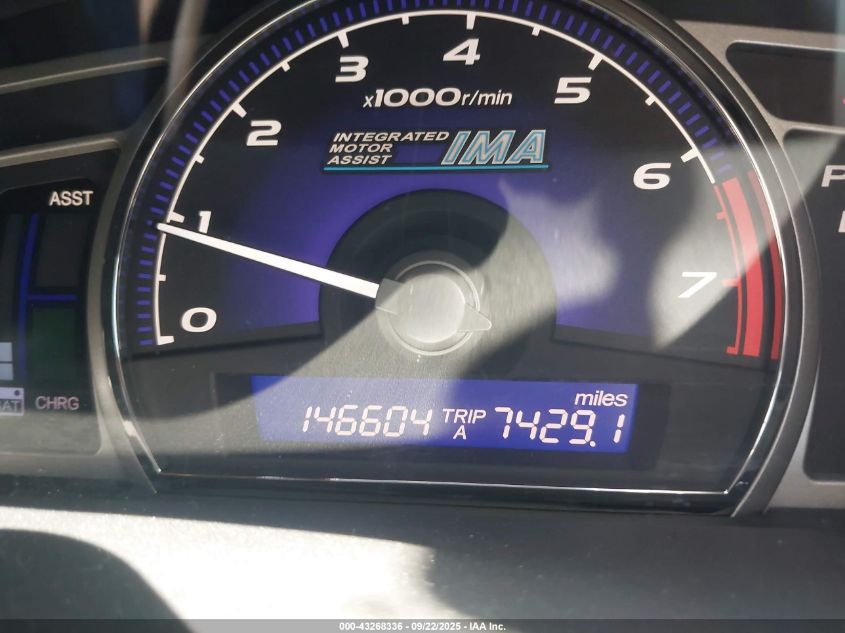 4
3
5
x1000r/min
2
INTEGRATED
MOTOR
ASSIST
IMA
6
P
ASST
1
7
0
miles
146604 TRIP A 7429.1
CHRG
000-43268336 - 09/22/2025 - IAA Inc.